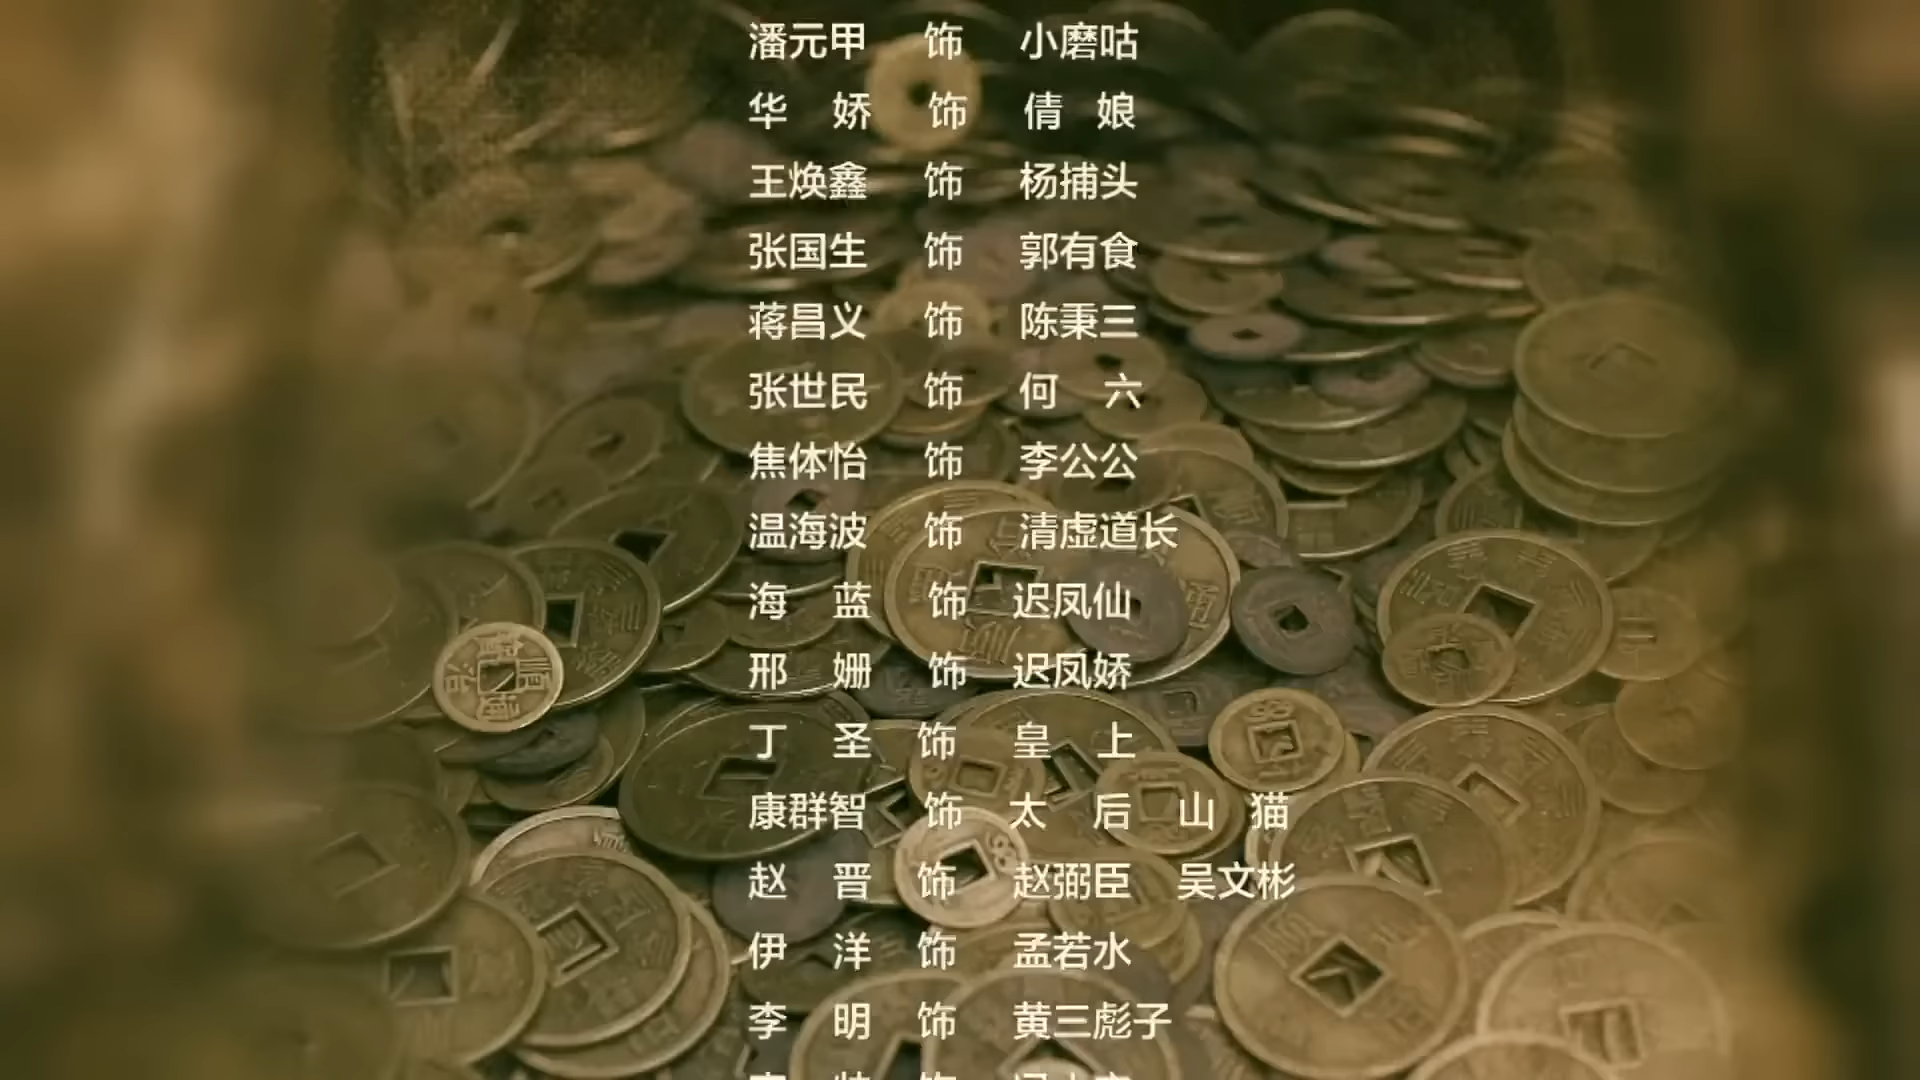 潘元甲 饰 小磨咕
华 娇 饰 倩 娘
王焕鑫 饰 杨捕头
张国生 饰 郭有食
蒋昌义 饰 陈秉三
张世民 饰 何 六
焦体怡 饰 李公公
温海波 饰 清虚道长
海 蓝 饰 迟凤仙
邢 姗 饰 迟凤娇
丁 圣 饰 皇 上
康群智 饰 太 后 山 猫
赵 晋 饰 赵弼臣 吴文彬
伊 洋 饰 孟若水
李 明 饰 黄三彪子